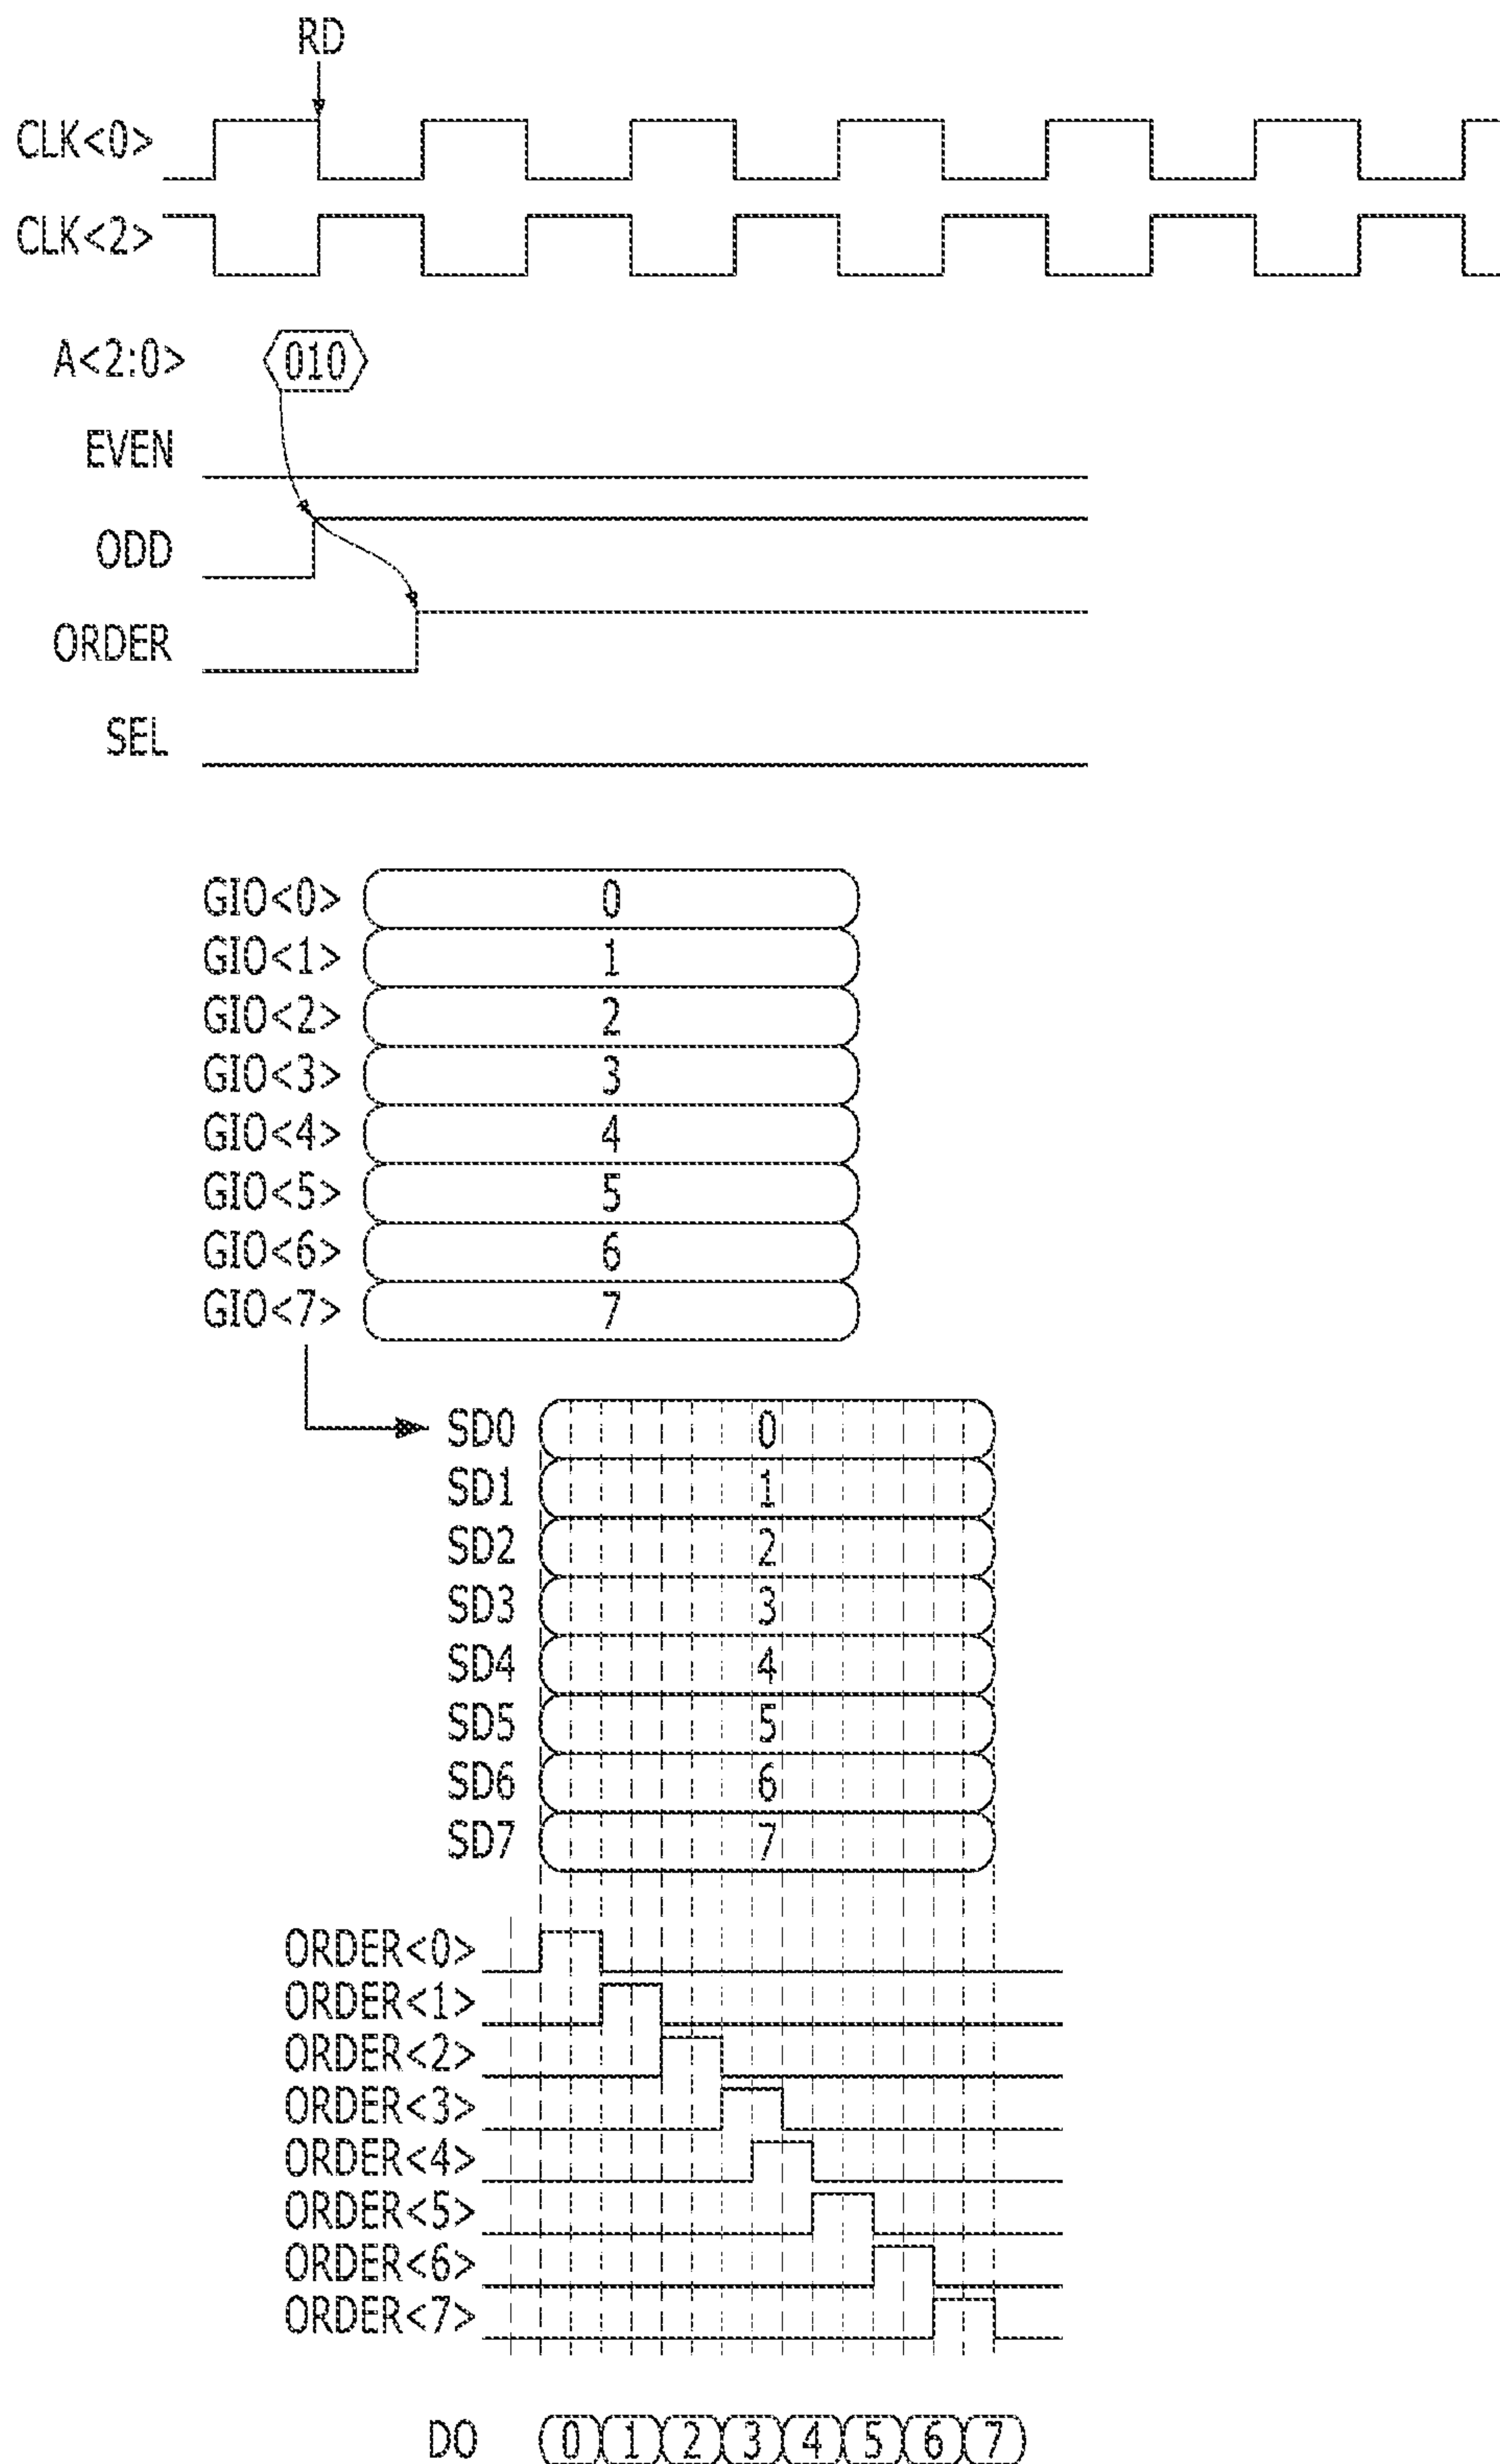 RD
CLK<0>
CLK<2>
A<2:0> 010
EVEN
ODD
ORDER
SEL
GIO<0> 0
GIO<1> 1
GIO<2> 2
GIO<3> 3
GIO<4> 4
GIO<5> 5
GIO<6> 6
GIO<7> 7
SD0 0
SD1 1
SD2 2
SD3 3
SD4 4
SD5 5
SD6 6
SD7 7
ORDER<0>
ORDER<1>
ORDER<2>
ORDER<3>
ORDER<4>
ORDER<5>
ORDER<6>
ORDER<7>
DO 0 1 2 3 4 5 6 7